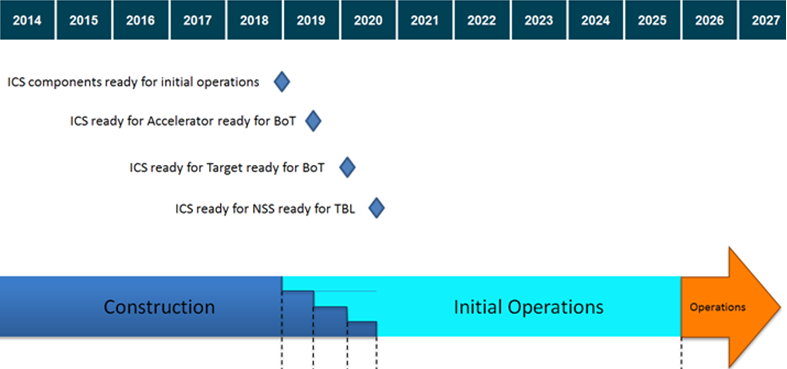 2014 2015 2016 2017 2018 2019 2020 2021 2022 2023 2024 2025 2026 2027
ICS components ready for initial operations
ICS ready for Accelerator ready for BoT
ICS ready for Target ready for BoT
ICS ready for NSS ready for TBL
Construction Initial Operations Operations